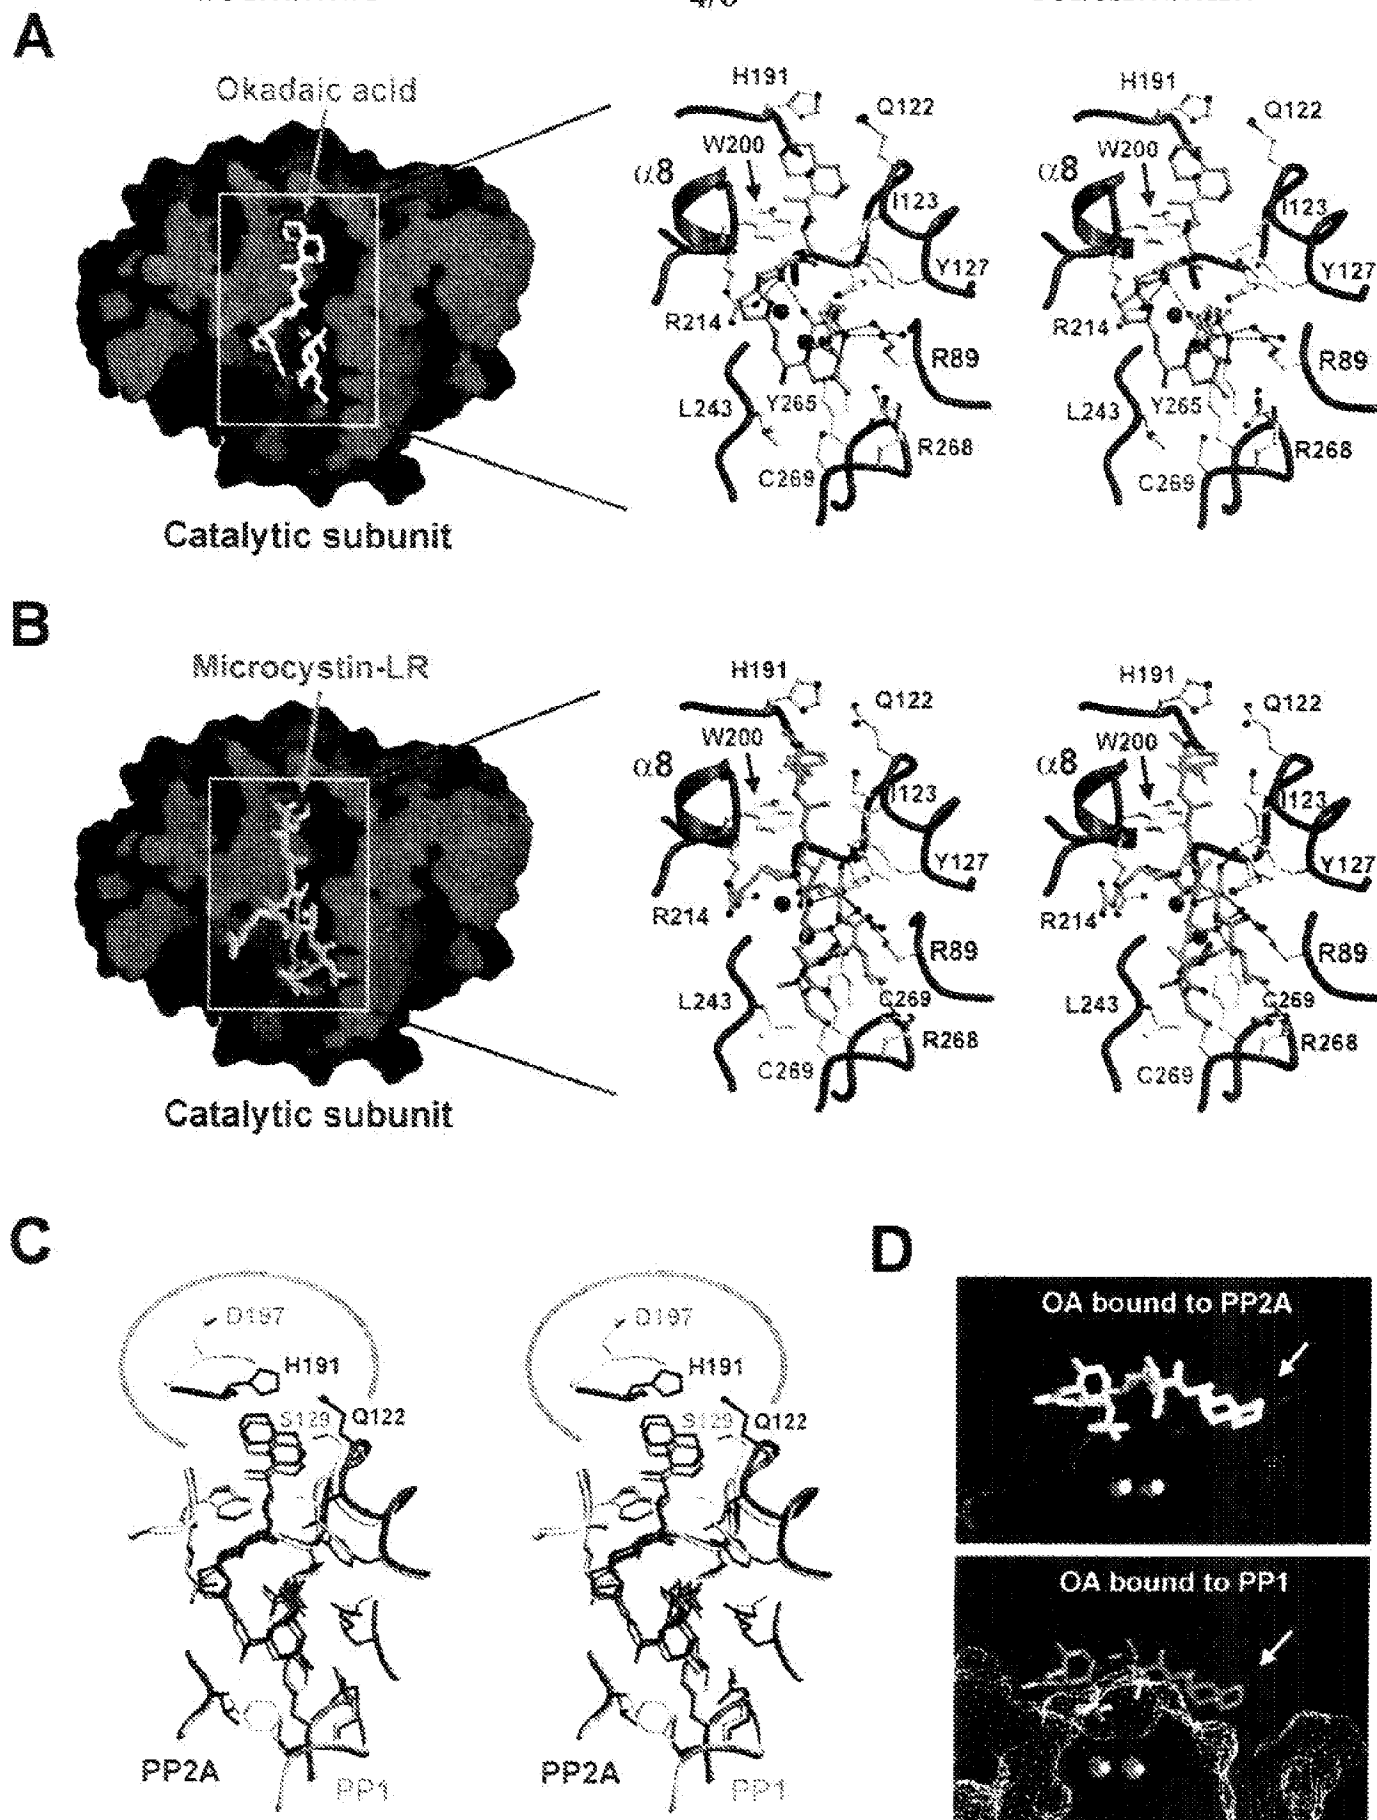 A
Okadaic acid
Catalytic subunit
H191
Q122
W200
α8
I123
Y127
R214
R89
L243
Y265
R268
C269
H191
Q122
W200
α8
I123
Y127
R214
R89
L243
Y265
R268
C269
B
Microcystin-LR
Catalytic subunit
H191
Q122
W200
α8
I123
Y127
R214
R89
L243
C269
R268
C269
H191
Q122
W200
α8
I123
Y127
R214
R89
L243
C269
R268
C269
C
D197
H191
S129
Q122
PP2A
PP1
D197
H191
S129
Q122
PP2A
PP1
D
OA bound to PP2A
OA bound to PP1